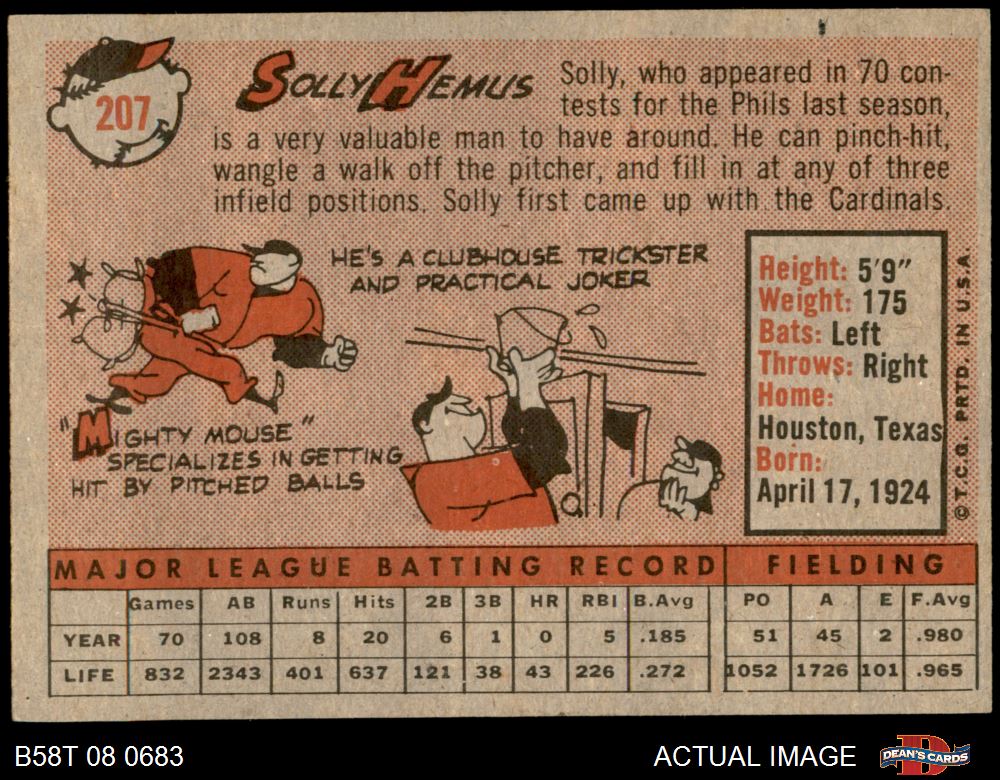 207
SOLLY HEMUS
Solly, who appeared in 70 con-
tests for the Phils last season,
is a very valuable man to have around. He can pinch-hit,
wangle a walk off the pitcher, and fill in at any of three
infield positions. Solly first came up with the Cardinals.
HE'S A CLUBHOUSE TRICKSTER
AND PRACTICAL JOKER
"MIGHTY MOUSE"
SPECIALIZES IN GETTING
HIT BY PITCHED BALLS
Height: 5'9"
Weight: 175
Bats: Left
Throws: Right
Home:
Houston, Texas
Born:
April 17, 1924
©T.C.G. PRTD. IN U.S.A.
MAJOR LEAGUE BATTING RECORD FIELDING
Games AB Runs Hits 2B 3B HR RBI B.Avg PO A E F.Avg
YEAR 70 108 8 20 6 1 0 5 .185 51 45 2 .980
LIFE 832 2343 401 637 121 38 43 226 .272 1052 1726 101 .965
B58T 08 0683
ACTUAL IMAGE
DEAN'S CARDS